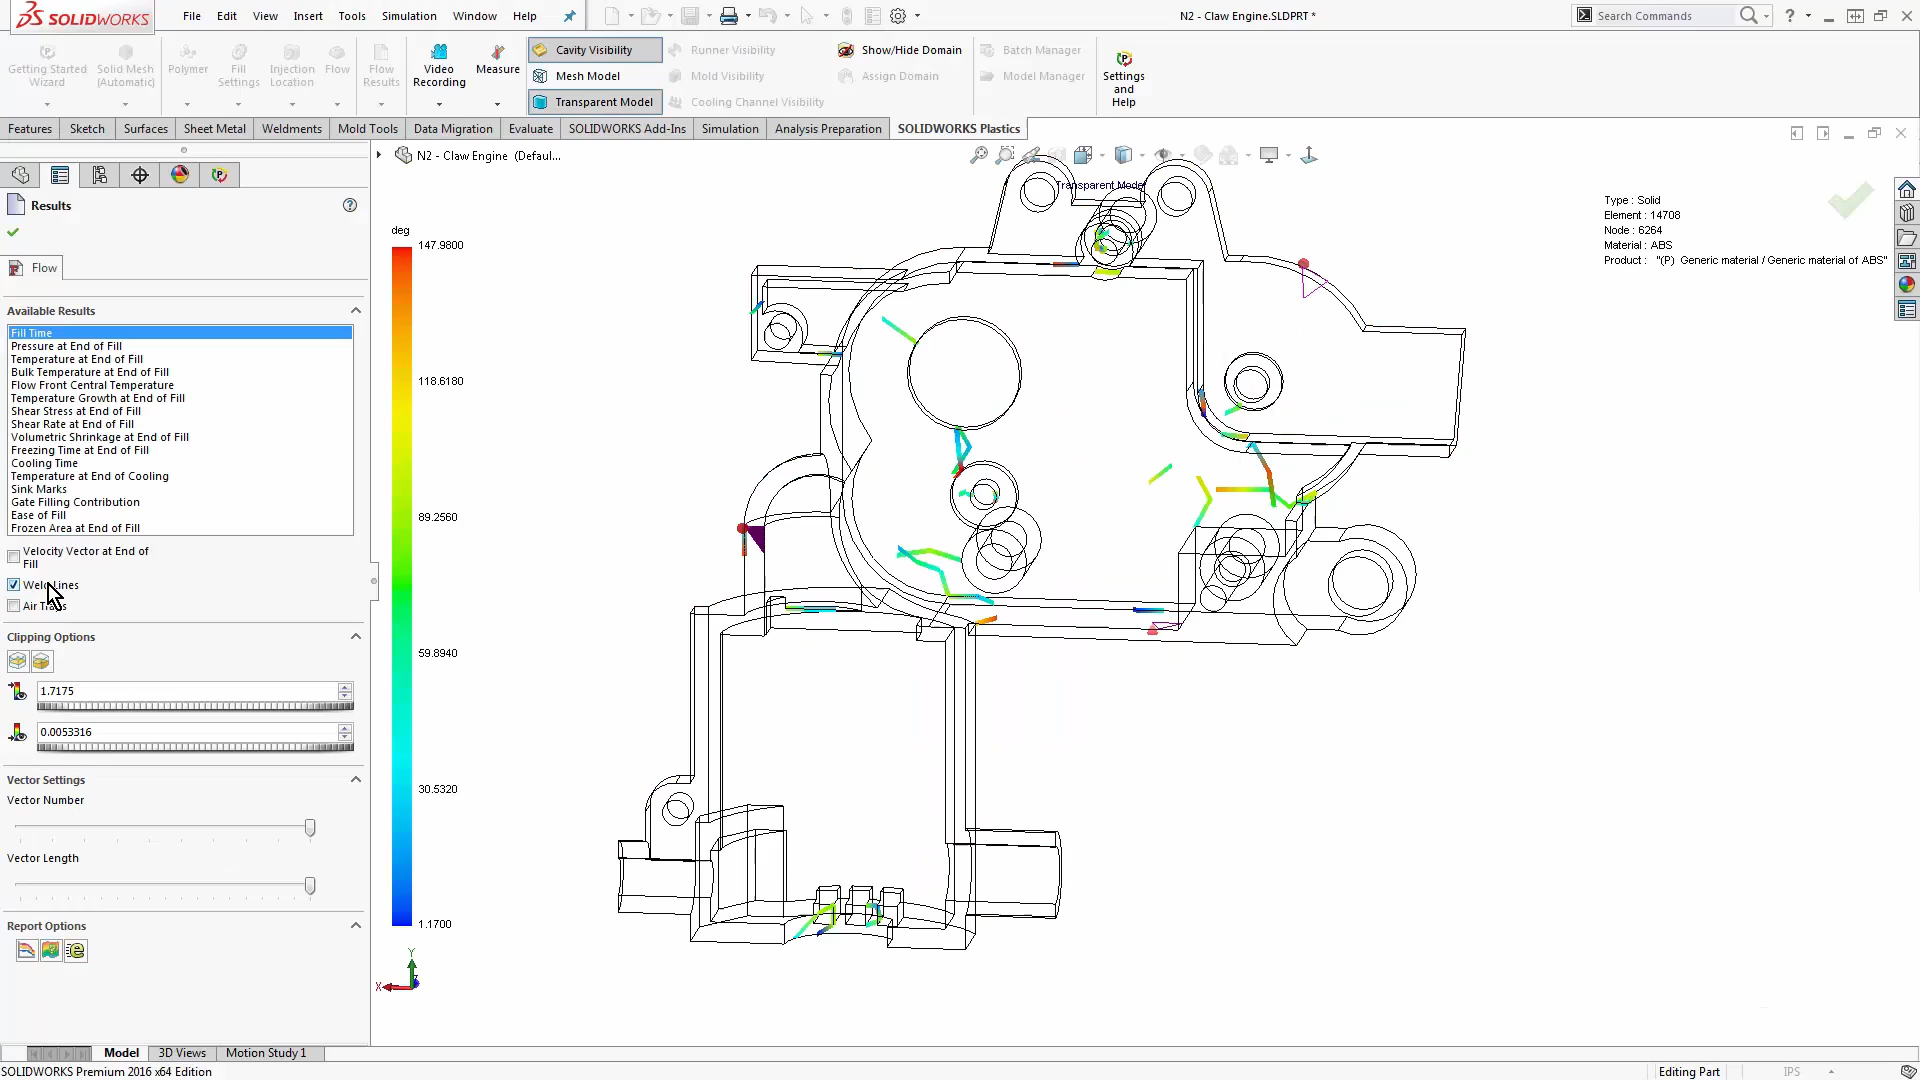 SOLIDWORKS
File Edit View Insert Tools Simulation Window Help
N2 - Claw Engine.SLDPRT *
Search Commands
Getting Started Wizard
Solid Mesh (Automatic)
Polymer
Fill Settings
Injection Location
Flow
Flow Results
Video Recording
Measure
Cavity Visibility
Mesh Model
Transparent Model
Runner Visibility
Mold Visibility
Cooling Channel Visibility
Show/Hide Domain
Assign Domain
Batch Manager
Model Manager
Settings and Help
Features Sketch Surfaces Sheet Metal Weldments Mold Tools Data Migration Evaluate SOLIDWORKS Add-Ins Simulation Analysis Preparation SOLIDWORKS Plastics
N2 - Claw Engine (Defaul...
Transparent Model
Type : Solid
Element : 14708
Node : 6264
Material : ABS
Product : "(P) Generic material / Generic material of ABS"
Results
Flow
Available Results
Fill Time
Pressure at End of Fill
Temperature at End of Fill
Bulk Temperature at End of Fill
Flow Front Central Temperature
Temperature Growth at End of Fill
Shear Stress at End of Fill
Shear Rate at End of Fill
Volumetric Shrinkage at End of Fill
Freezing Time at End of Fill
Cooling Time
Temperature at End of Cooling
Sink Marks
Gate Filling Contribution
Ease of Fill
Frozen Area at End of Fill
Velocity Vector at End of
Fill
Weld Lines
Air Traps
Clipping Options
1.7175
0.0053316
Vector Settings
Vector Number
Vector Length
Report Options
deg
147.9800
118.6180
89.2560
59.8940
30.5320
1.1700
Y
X
Model 3D Views Motion Study 1
SOLIDWORKS Premium 2016 x64 Edition
Editing Part
IPS